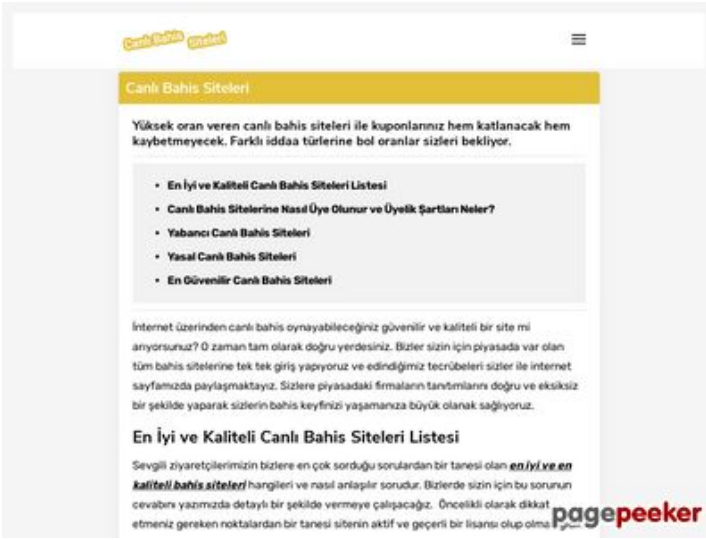 Canlı Bahis Siteleri
Canlı Bahis Siteleri
Yüksek oran veren canlı bahis siteleri ile kuponlarınız hem katlanacak hem
kaybetmeyecek. Farklı iddaa türlerine bol oranlar sizleri bekliyor.
• En İyi ve Kaliteli Canlı Bahis Siteleri Listesi
• Canlı Bahis Sitelerine Nasıl Üye Olunur ve Üyelik Şartları Neler?
• Yabancı Canlı Bahis Siteleri
• Yasal Canlı Bahis Siteleri
• En Güvenilir Canlı Bahis Siteleri
İnternet üzerinden canlı bahis oynayabileceğiniz güvenilir ve kaliteli bir site mi
arıyorsunuz? O zaman tam olarak doğru yerdesiniz. Bizler sizin için piyasada var olan
tüm bahis sitelerine tek tek giriş yapıyoruz ve edindiğimiz tecrübeleri sizler ile internet
sayfamızda paylaşmaktayız. Sizlere piyasadaki firmaların tanıtımlarını doğru ve eksiksiz
bir şekilde yaparak sizlerin bahis keyfinizi yaşamanıza büyük olanak sağlıyoruz.
En İyi ve Kaliteli Canlı Bahis Siteleri Listesi
Sevgili ziyaretçilerimizin bizlere en çok sorduğu sorulardan bir tanesi olan en iyi ve en
kaliteli bahis siteleri hangileri ve nasıl anlaşılır sorudur. Bizlerde sizin için bu sorunun
cevabını yazımızda detaylı bir şekilde vermeye çalışacağız. Öncelikli olarak dikkat
etmeniz gereken noktalardan bir tanesi sitenin aktif ve geçerli bir lisansı olup
pagepeeker